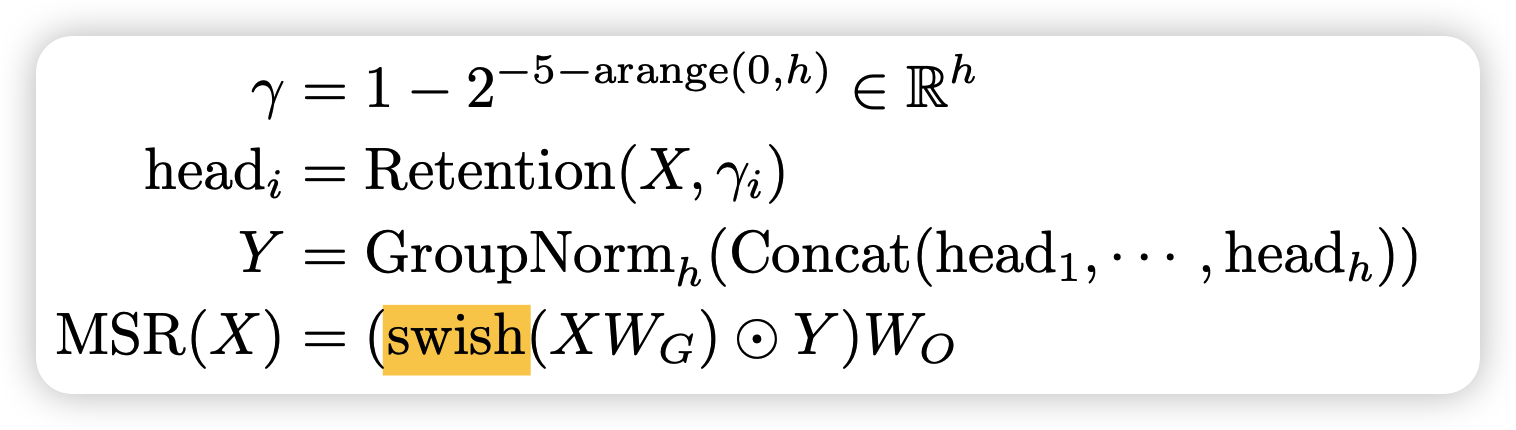 γ = 1 − 2^{−5−arange(0,h)} ∈ ℝ^h
head_i = Retention(X, γ_i)
Y = GroupNorm_h(Concat(head_1, ⋯ , head_h))
MSR(X) = (swish(XW_G) ⊙ Y)W_O